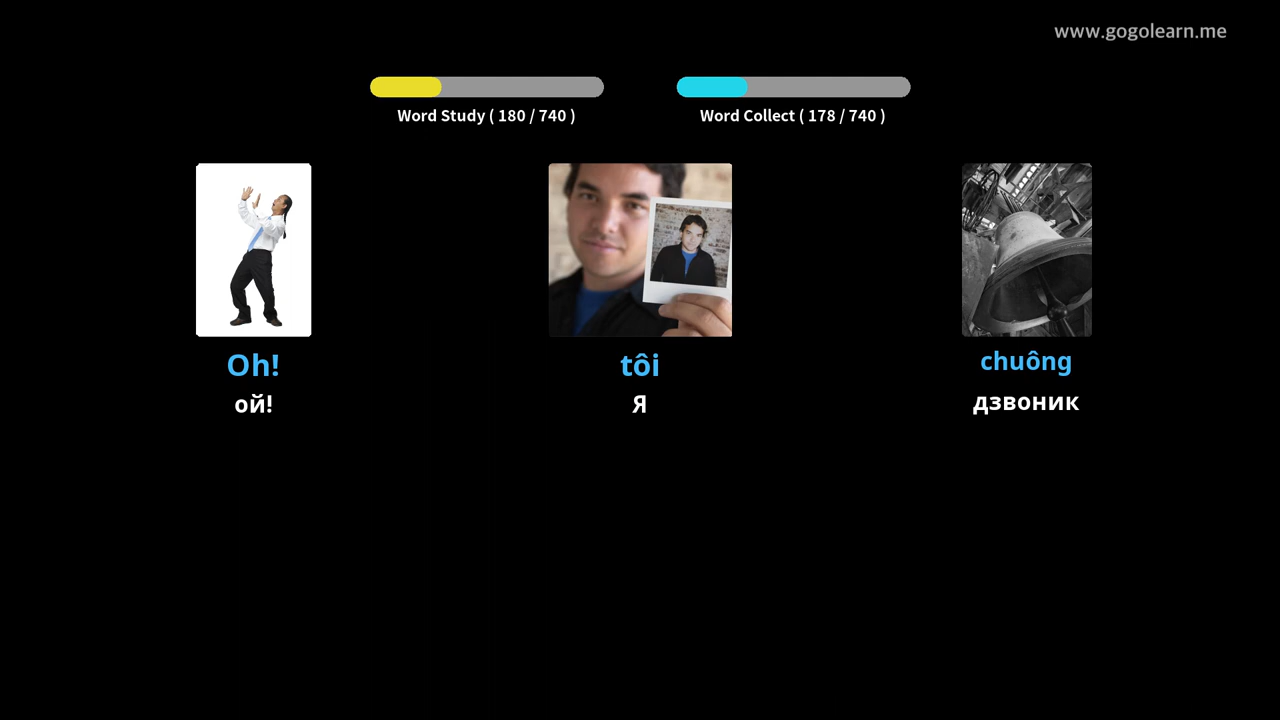 www.gogolearn.me
Word Study ( 180 / 740 )
Word Collect ( 178 / 740 )
Oh!
ой!
tôi
Я
chuông
дзвоник